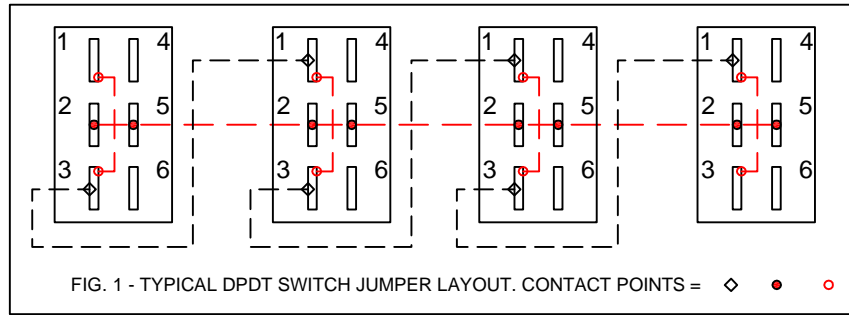 1 4 1 4 1 4 1 4
2 5 2 5 2 5 2 5
3 6 3 6 3 6 3 6
FIG. 1 - TYPICAL DPDT SWITCH JUMPER LAYOUT. CONTACT POINTS =